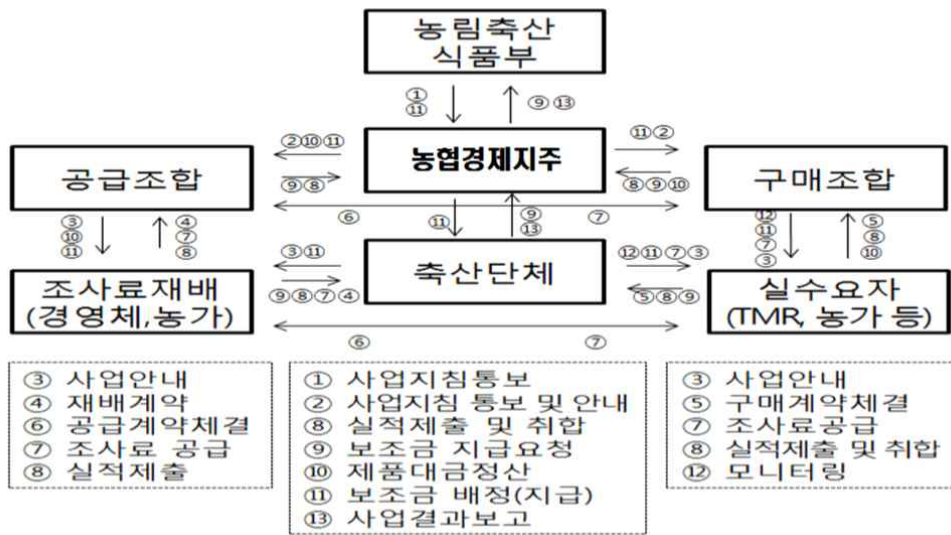 농림축산
식품부
①
⑪
⑨ ⑬
②⑩⑪
농협경제지주
⑪②
공급조합
⑨⑧
⑧⑨⑩
구매조합
⑥
⑦
③
⑩
⑪
④
⑦
⑧
⑪
⑨
⑬
⑫
⑪
⑦
③
⑤
⑧
⑩
③⑪
축산단체
⑫⑪⑦③
조사료재배
(경영체,농가)
⑨⑧⑦④
⑤⑧⑨
실수요자
(TMR, 농가 등)
⑥
⑦
③ 사업안내
④ 재배계약
⑥ 공급계약체결
⑦ 조사료 공급
⑧ 실적제출
① 사업지침통보
② 사업지침 통보 및 안내
⑧ 실적제출 및 취합
⑨ 보조금 지급요청
⑩ 제품대금정산
⑪ 보조금 배정(지급)
⑬ 사업결과보고
③ 사업안내
⑤ 구매계약체결
⑦ 조사료공급
⑧ 실적제출 및 취합
⑫ 모니터링